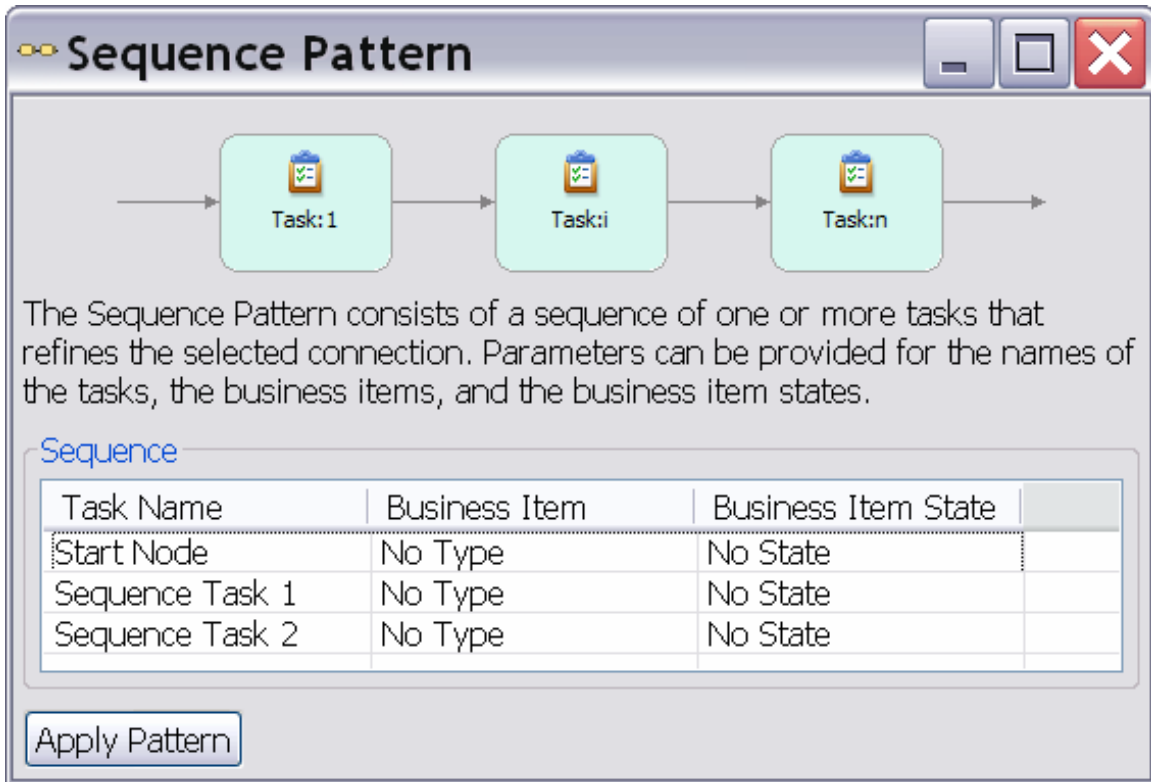 Sequence Pattern
Task:1 Task:i Task:n
The Sequence Pattern consists of a sequence of one or more tasks that
refines the selected connection. Parameters can be provided for the names of
the tasks, the business items, and the business item states.
Sequence
Task Name Business Item Business Item State
Start Node No Type No State
Sequence Task 1 No Type No State
Sequence Task 2 No Type No State
Apply Pattern